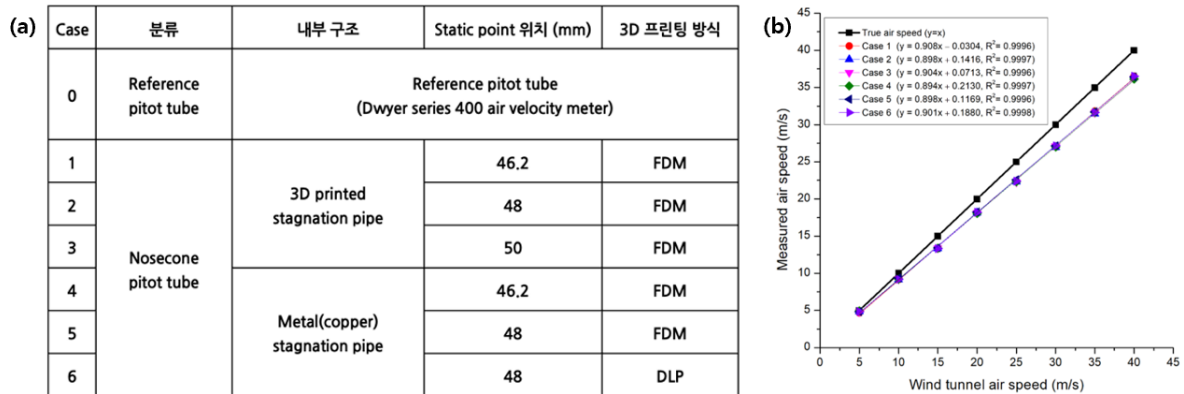 (a)
Case 분류 내부 구조 Static point 위치 (mm) 3D 프린팅 방식
0 Reference pitot tube Reference pitot tube
(Dwyer series 400 air velocity meter)
1 46.2 FDM
2 48 FDM
3D printed
stagnation pipe
3 50 FDM
Nosecone
pitot tube
4 46.2 FDM
Metal(copper)
stagnation pipe
5 48 FDM
6 48 DLP
(b)
True air speed (y=x)
Case 1 (y = 0.908x − 0.0304, R²= 0.9996)
Case 2 (y = 0.898x + 0.1416, R²= 0.9997)
Case 3 (y = 0.904x + 0.0713, R²= 0.9996)
Case 4 (y = 0.894x + 0.2130, R²= 0.9997)
Case 5 (y = 0.898x + 0.1169, R²= 0.9996)
Case 6 (y = 0.901x + 0.1880, R²= 0.9998)
Measured air speed (m/s)
45
40
35
30
25
20
15
10
5
0
0 5 10 15 20 25 30 35 40 45
Wind tunnel air speed (m/s)